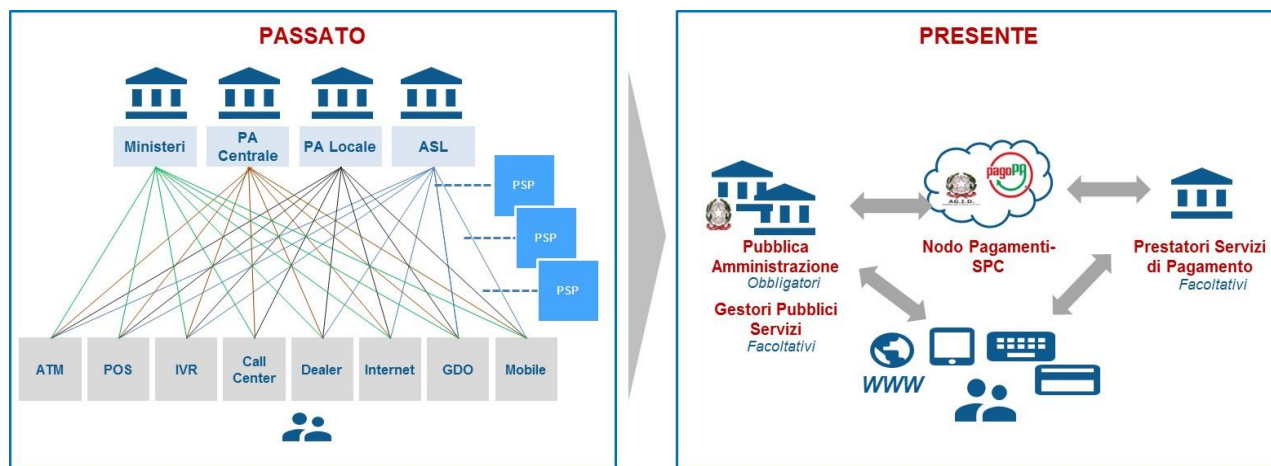 PASSATO
Ministeri
PA
Centrale
PA Locale
ASL
PSP
PSP
PSP
ATM
POS
IVR
Call
Center
Dealer
Internet
GDO
Mobile
PRESENTE
AG.I.D.
pagoPA
Pubblica
Amministrazione
Obbligatori
Gestori Pubblici
Servizi
Facoltativi
Nodo Pagamenti-
SPC
Prestatori Servizi
di Pagamento
Facoltativi
WWW